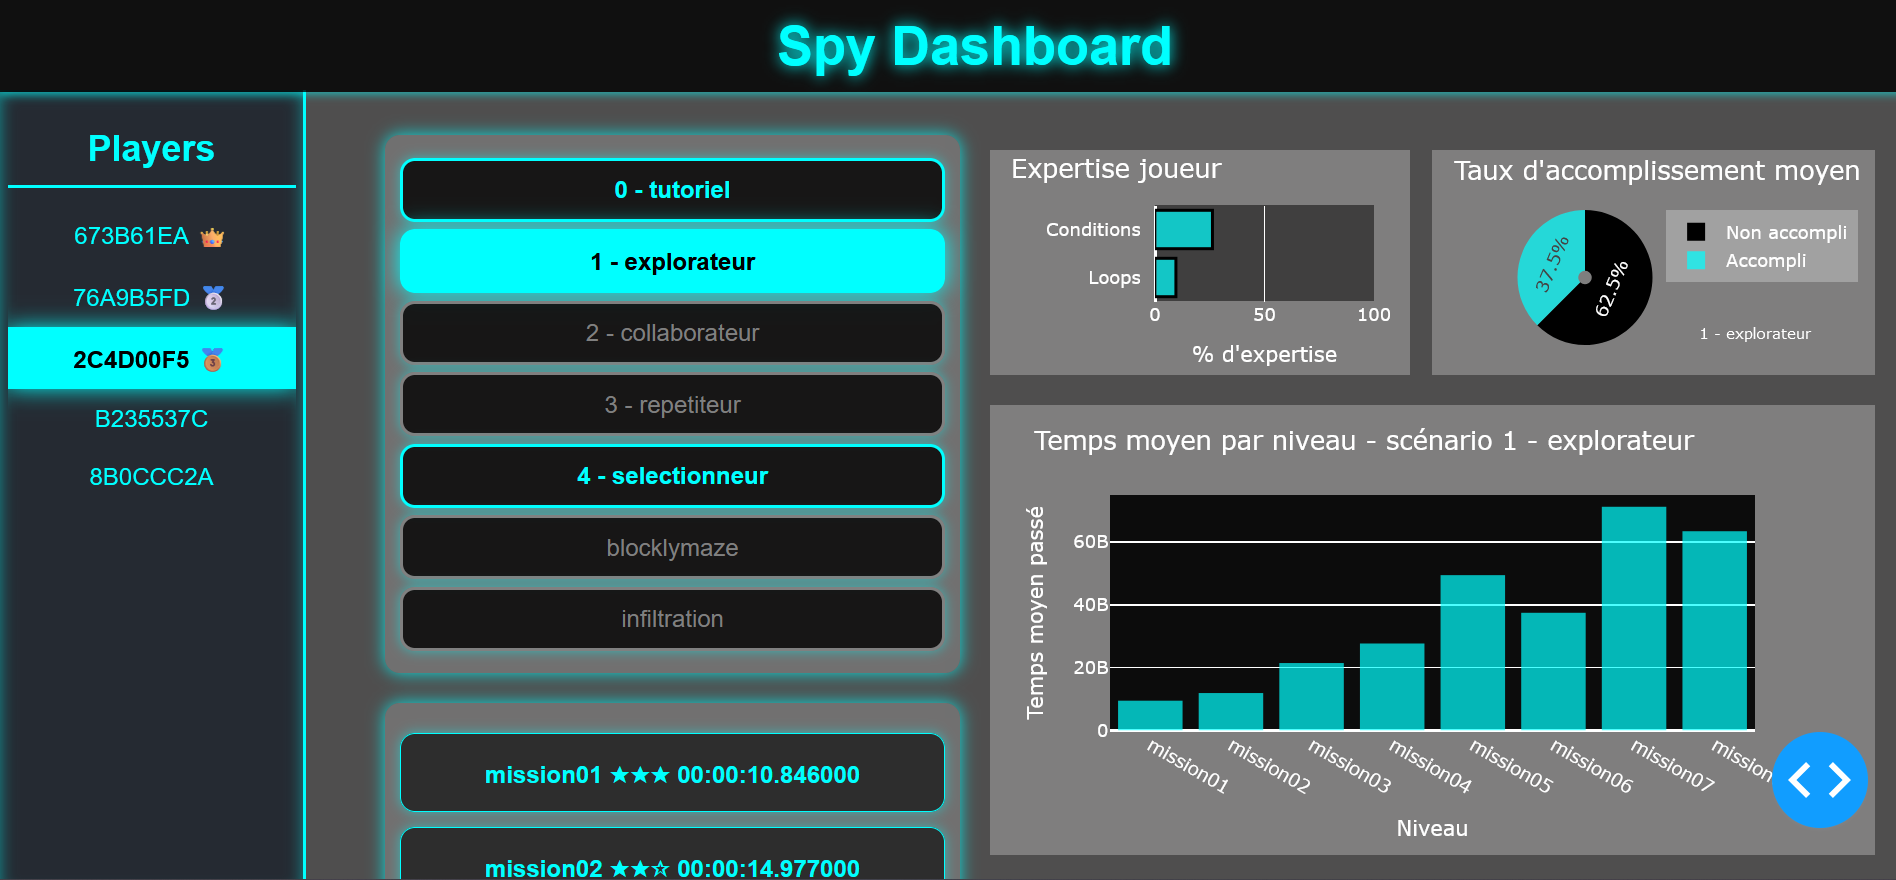 Spy Dashboard
Players
673B61EA
76A9B5FD 2
2C4D00F5 3
B235537C
8B0CCC2A
0 - tutoriel
1 - explorateur
2 - collaborateur
3 - repetiteur
4 - selectionneur
blocklymaze
infiltration
mission01 ★★★ 00:00:10.846000
mission02 ★★☆ 00:00:14.977000
Expertise joueur
Conditions
Loops
0 50 100
% d'expertise
Taux d'accomplissement moyen
37.5%
62.5%
Non accompli
Accompli
1 - explorateur
Temps moyen par niveau - scénario 1 - explorateur
Temps moyen passé
60B
40B
20B
0
mission01 mission02 mission03 mission04 mission05 mission06 mission07 mission
Niveau